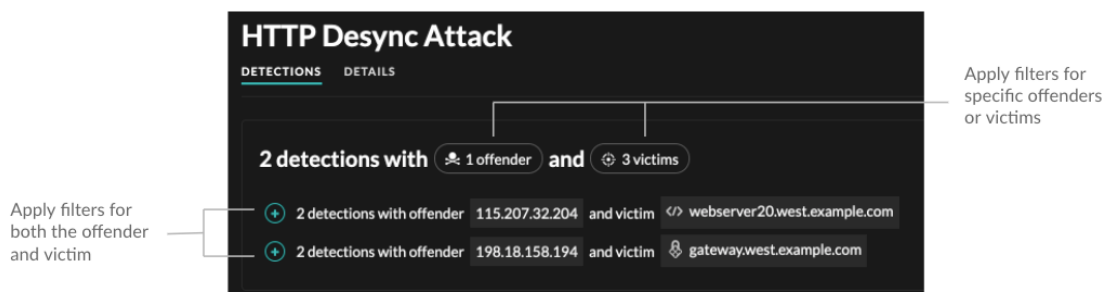 HTTP Desync Attack
DETECTIONS DETAILS
Apply filters for
specific offenders
or victims
2 detections with 1 offender and 3 victims
Apply filters for
both the offender
and victim
2 detections with offender 115.207.32.204 and victim </> webserver20.west.example.com
2 detections with offender 198.18.158.194 and victim gateway.west.example.com